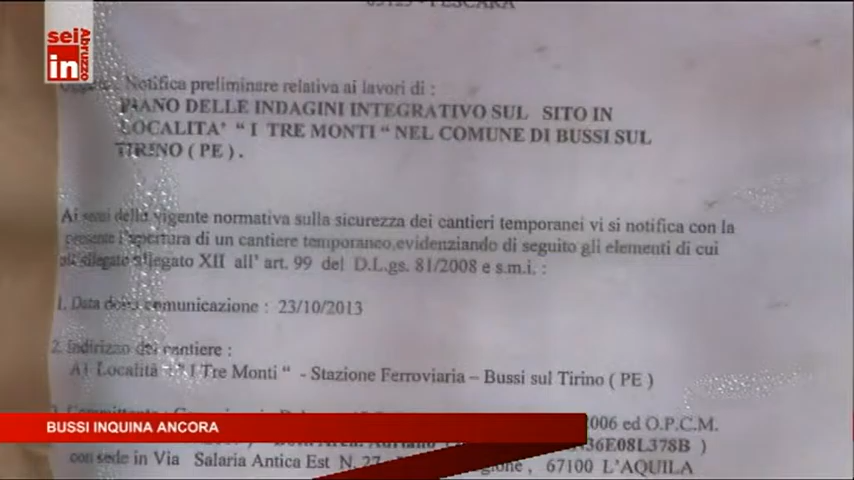 sei
in
Abruzzo
65125 - PESCARA
Oggetto : Notifica preliminare relativa ai lavori di :
PIANO DELLE INDAGINI INTEGRATIVO SUL SITO IN
LOCALITA' “ I TRE MONTI “ NEL COMUNE DI BUSSI SUL
TIRINO ( PE ) .
Ai sensi della vigente normativa sulla sicurezza dei cantieri temporanei vi si notifica con la
presente l'apertura di un cantiere temporaneo,evidenziando di seguito gli elementi di cui
allegato XII all' art. 99 del D.L.gs. 81/2008 e s.m.i. :
1. Data della comunicazione : 23/10/2013
2. Indirizzo del cantiere :
Località “ I Tre Monti “ - Stazione Ferroviaria – Bussi sul Tirino ( PE )
2006 ed O.P.C.M.
BUSSI INQUINA ANCORA
N36E08L378B )
con sede in Via Salaria Antica Est N. 27 67100 L'AQUILA